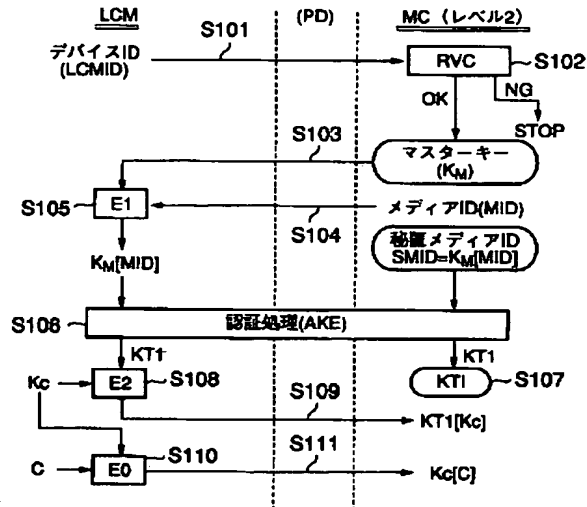 LCM
(PD)
MC (レベル2)
デバイスID
(LCMID)
S101
RVC
S102
OK
NG
STOP
S103
マスターキー
(KM)
S105
E1
S104
メディアID(MID)
KM[MID]
秘匿メディアID
SMID=KM[MID]
S106
認証処理(AKE)
KT1
KT1
Kc
E2
S108
S109
KTI
S107
KT1[Kc]
C
E0
S110
S111
Kc[C]